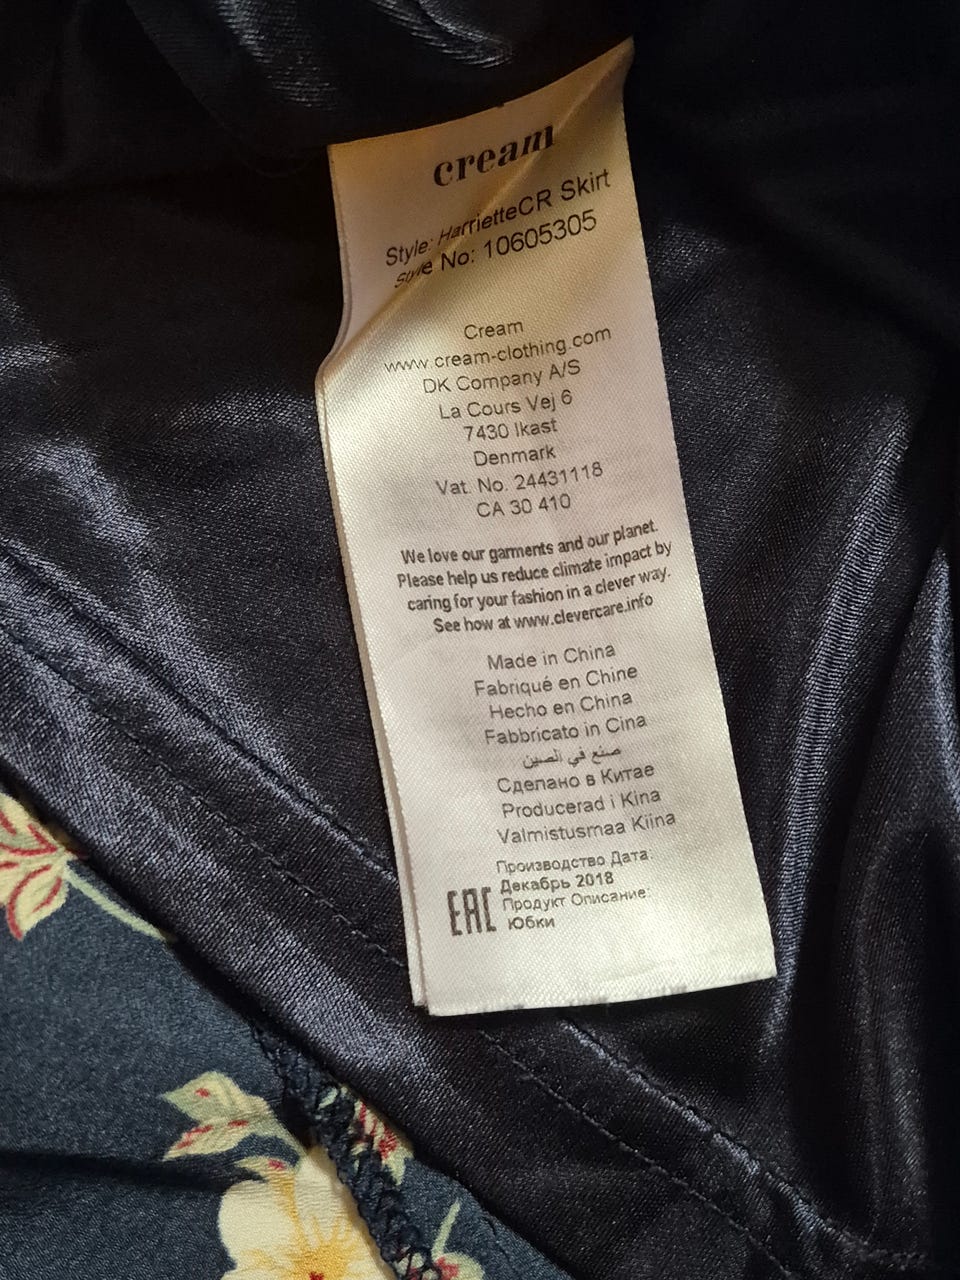 cream
Style: HarrietteCR Skirt
Style No: 10605305
Cream
www.cream-clothing.com
DK Company A/S
La Cours Vej 6
7430 Ikast
Denmark
Vat. No. 24431118
CA 30 410
We love our garments and our planet.
Please help us reduce climate impact by
caring for your fashion in a clever way.
See how at www.clevercare.info
Made in China
Fabriqué en Chine
Hecho en China
Fabbricato in Cina
صنع في الصين
Сделано в Китае
Producerad i Kina
Valmistusmaa Kiina
Производство Дата:
Декабрь 2018
Продукт Описание:
Юбки
EAC